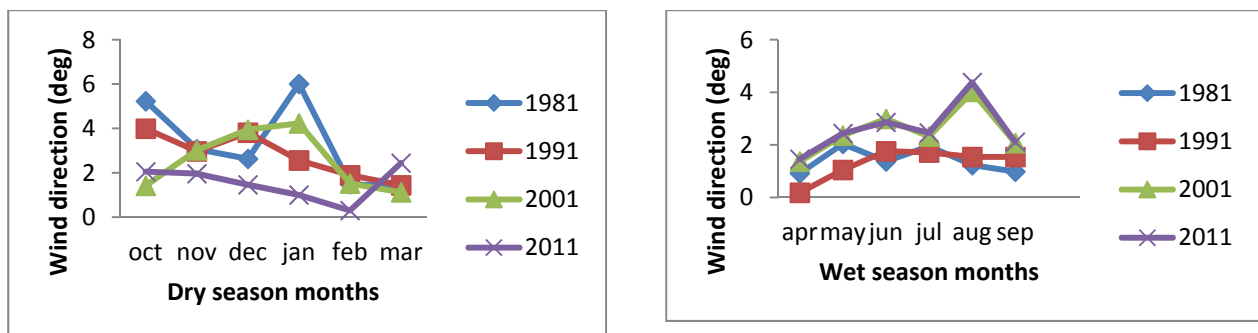 Wind direction (deg)
8
6
4
2
0
oct nov dec jan feb mar
Dry season months
1981
1991
2001
2011
Wind direction (deg)
6
4
2
0
apr may jun jul aug sep
Wet season months
1981
1991
2001
2011